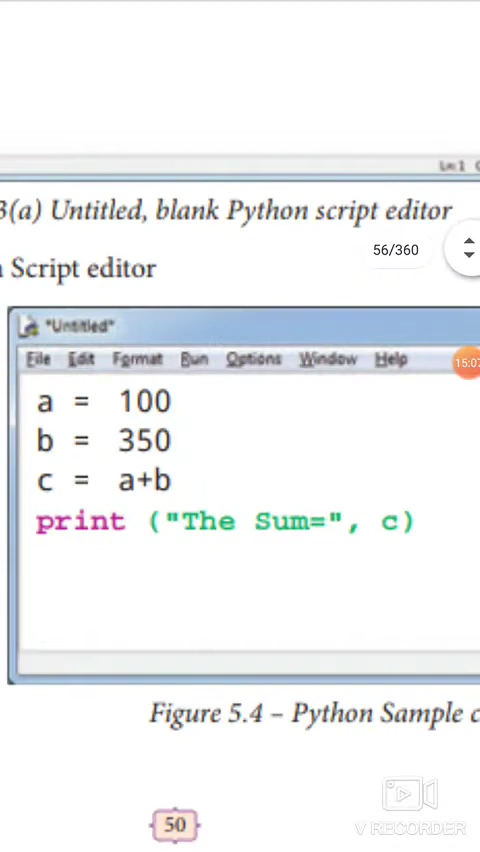 Ln: 1
3(a) Untitled, blank Python script editor
56/360
Script editor
*Untitled*
15:07
File Edit Format Run Options Window Help
a = 100
b = 350
c = a+b
print ("The Sum=", c)
Figure 5.4 – Python Sample c
50
V RECORDER